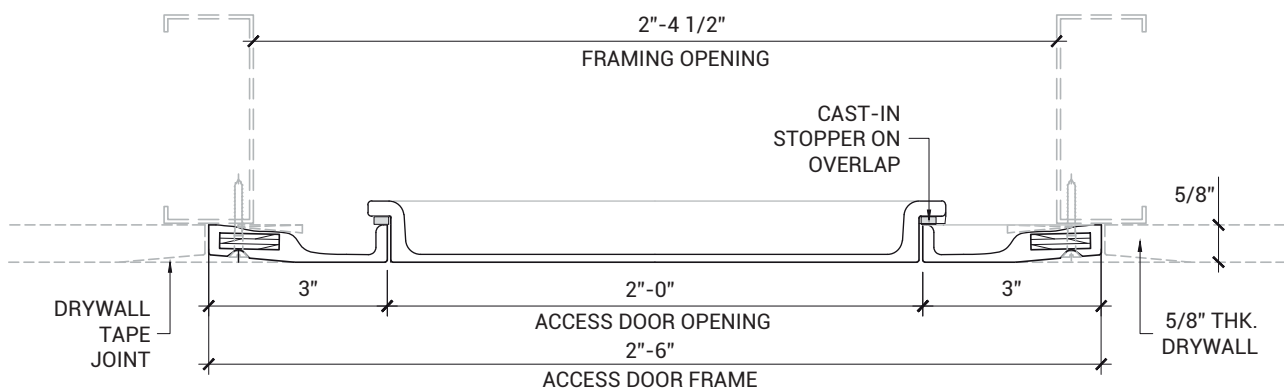 2"-4 1/2"
FRAMING OPENING
CAST-IN
STOPPER ON
OVERLAP
5/8"
3"
2"-0"
3"
ACCESS DOOR OPENING
DRYWALL
TAPE
JOINT
5/8" THK.
DRYWALL
2"-6"
ACCESS DOOR FRAME